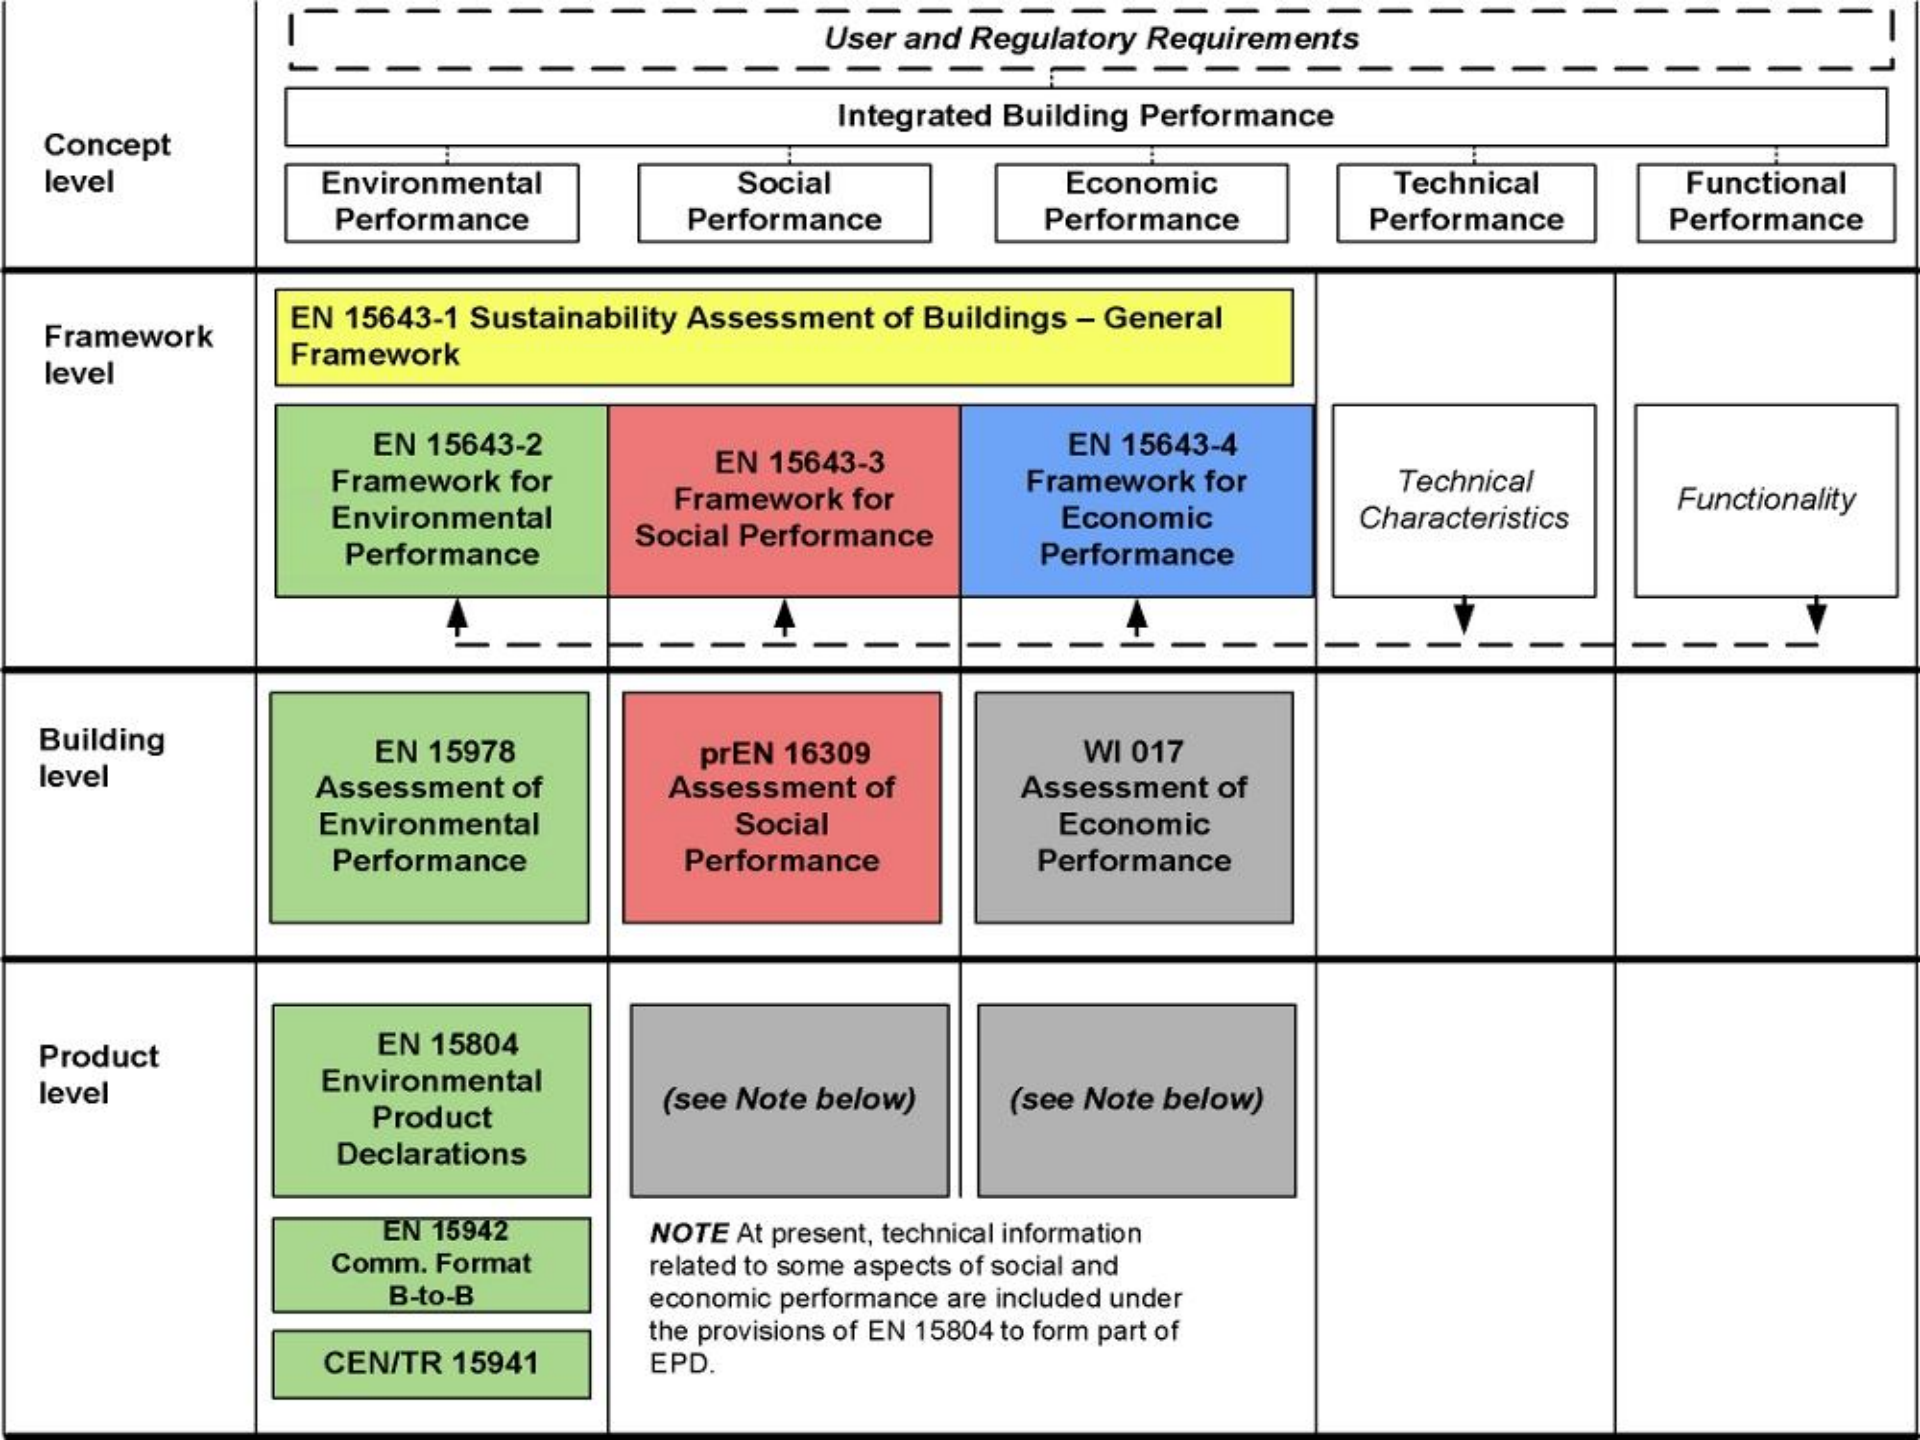 User and Regulatory Requirements
Integrated Building Performance
Concept
level
Environmental
Performance
Social
Performance
Economic
Performance
Technical
Performance
Functional
Performance
Framework
level
EN 15643-1 Sustainability Assessment of Buildings – General
Framework
EN 15643-2
Framework for
Environmental
Performance
EN 15643-3
Framework for
Social Performance
EN 15643-4
Framework for
Economic
Performance
Technical
Characteristics
Functionality
Building
level
EN 15978
Assessment of
Environmental
Performance
prEN 16309
Assessment of
Social
Performance
WI 017
Assessment of
Economic
Performance
Product
level
EN 15804
Environmental
Product
Declarations
(see Note below)
(see Note below)
EN 15942
Comm. Format
B-to-B
CEN/TR 15941
NOTE At present, technical information
related to some aspects of social and
economic performance are included under
the provisions of EN 15804 to form part of
EPD.